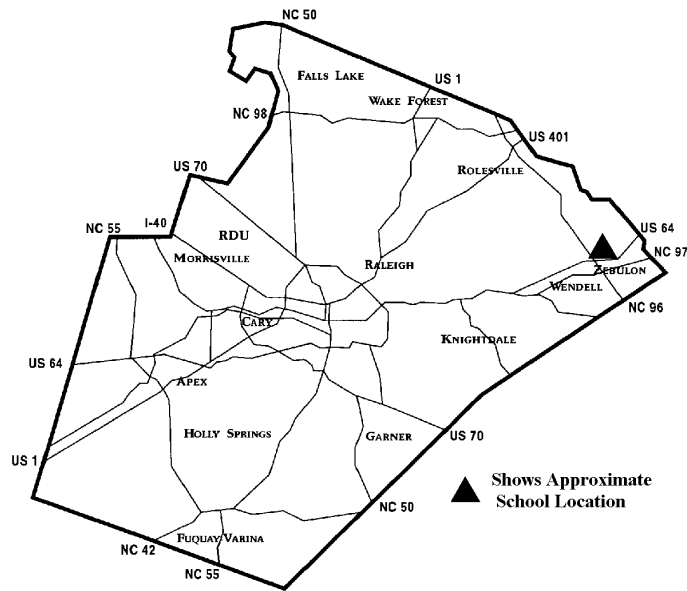 NC 50
FALLS LAKE
US 1
WAKE FOREST
NC 98
US 401
US 70
ROLESVILLE
NC 55
I-40
RDU
US 64
MORRISVILLE
RALEIGH
NC 97
ZEBULON
WENDELL
NC 96
CARY
KNIGHTDALE
US 64
APEX
HOLLY SPRINGS
GARNER
US 70
US 1
Shows Approximate
School Location
NC 50
FUQUAY VARINA
NC 42
NC 55